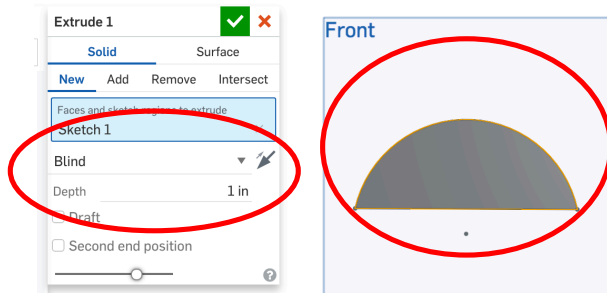 Extrude 1
Solid Surface
New Add Remove Intersect
Faces and sketch regions to extrude
Sketch 1
Blind
Depth 1 in
Draft
Second end position
?
Front